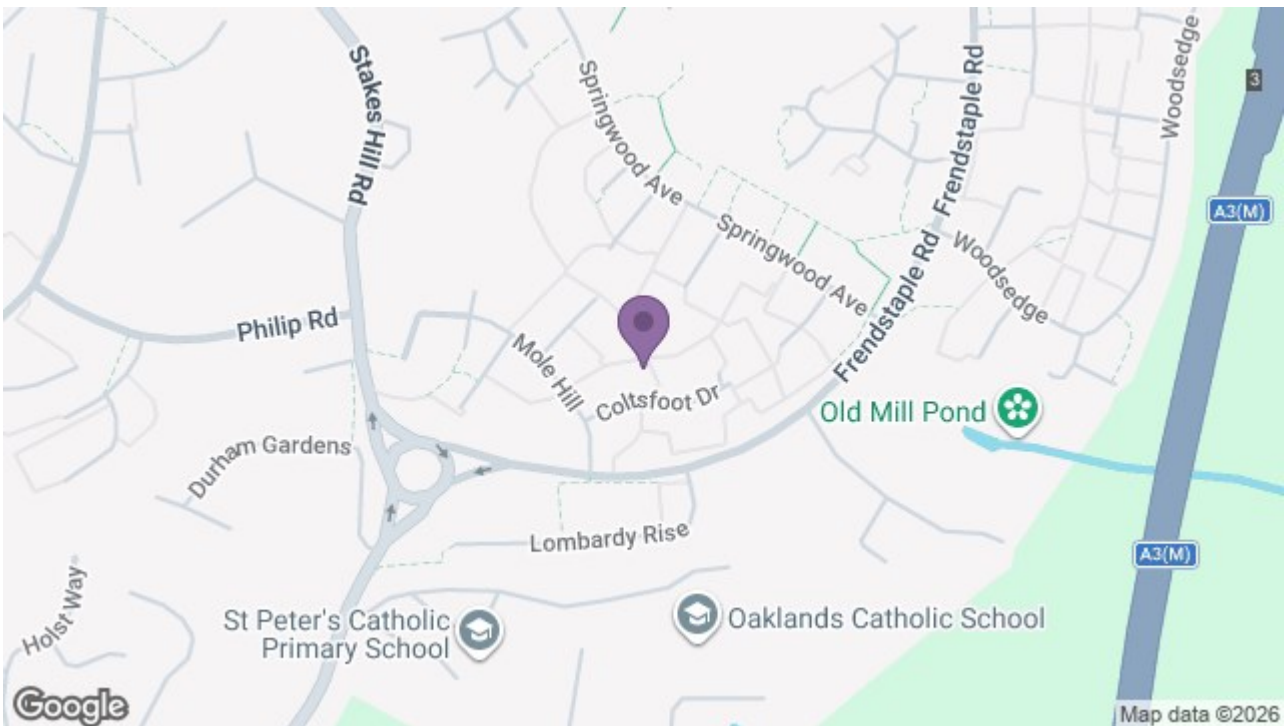 Stakes Hill Rd
Springwood Ave
Frendstaple Rd
Woodsedge
3
A3(M)
Springwood Ave
Frendstaple Rd
Woodsedge
Philip Rd
Mole Hill
Coltsfoot Dr
Old Mill Pond
Durham Gardens
Lombardy Rise
A3(M)
Holst Way
St Peter's Catholic
Primary School
Oaklands Catholic School
Google
Map data ©2026